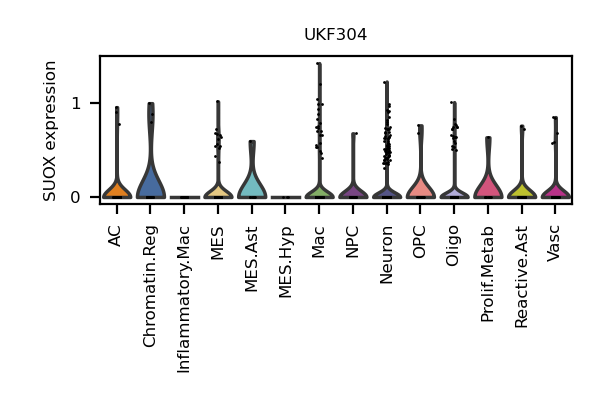 UKF304
SUOX expression
1
0
AC
Chromatin.Reg
Inflammatory.Mac
MES
MES.Ast
MES.Hyp
Mac
NPC
Neuron
OPC
Oligo
Prolif.Metab
Reactive.Ast
Vasc